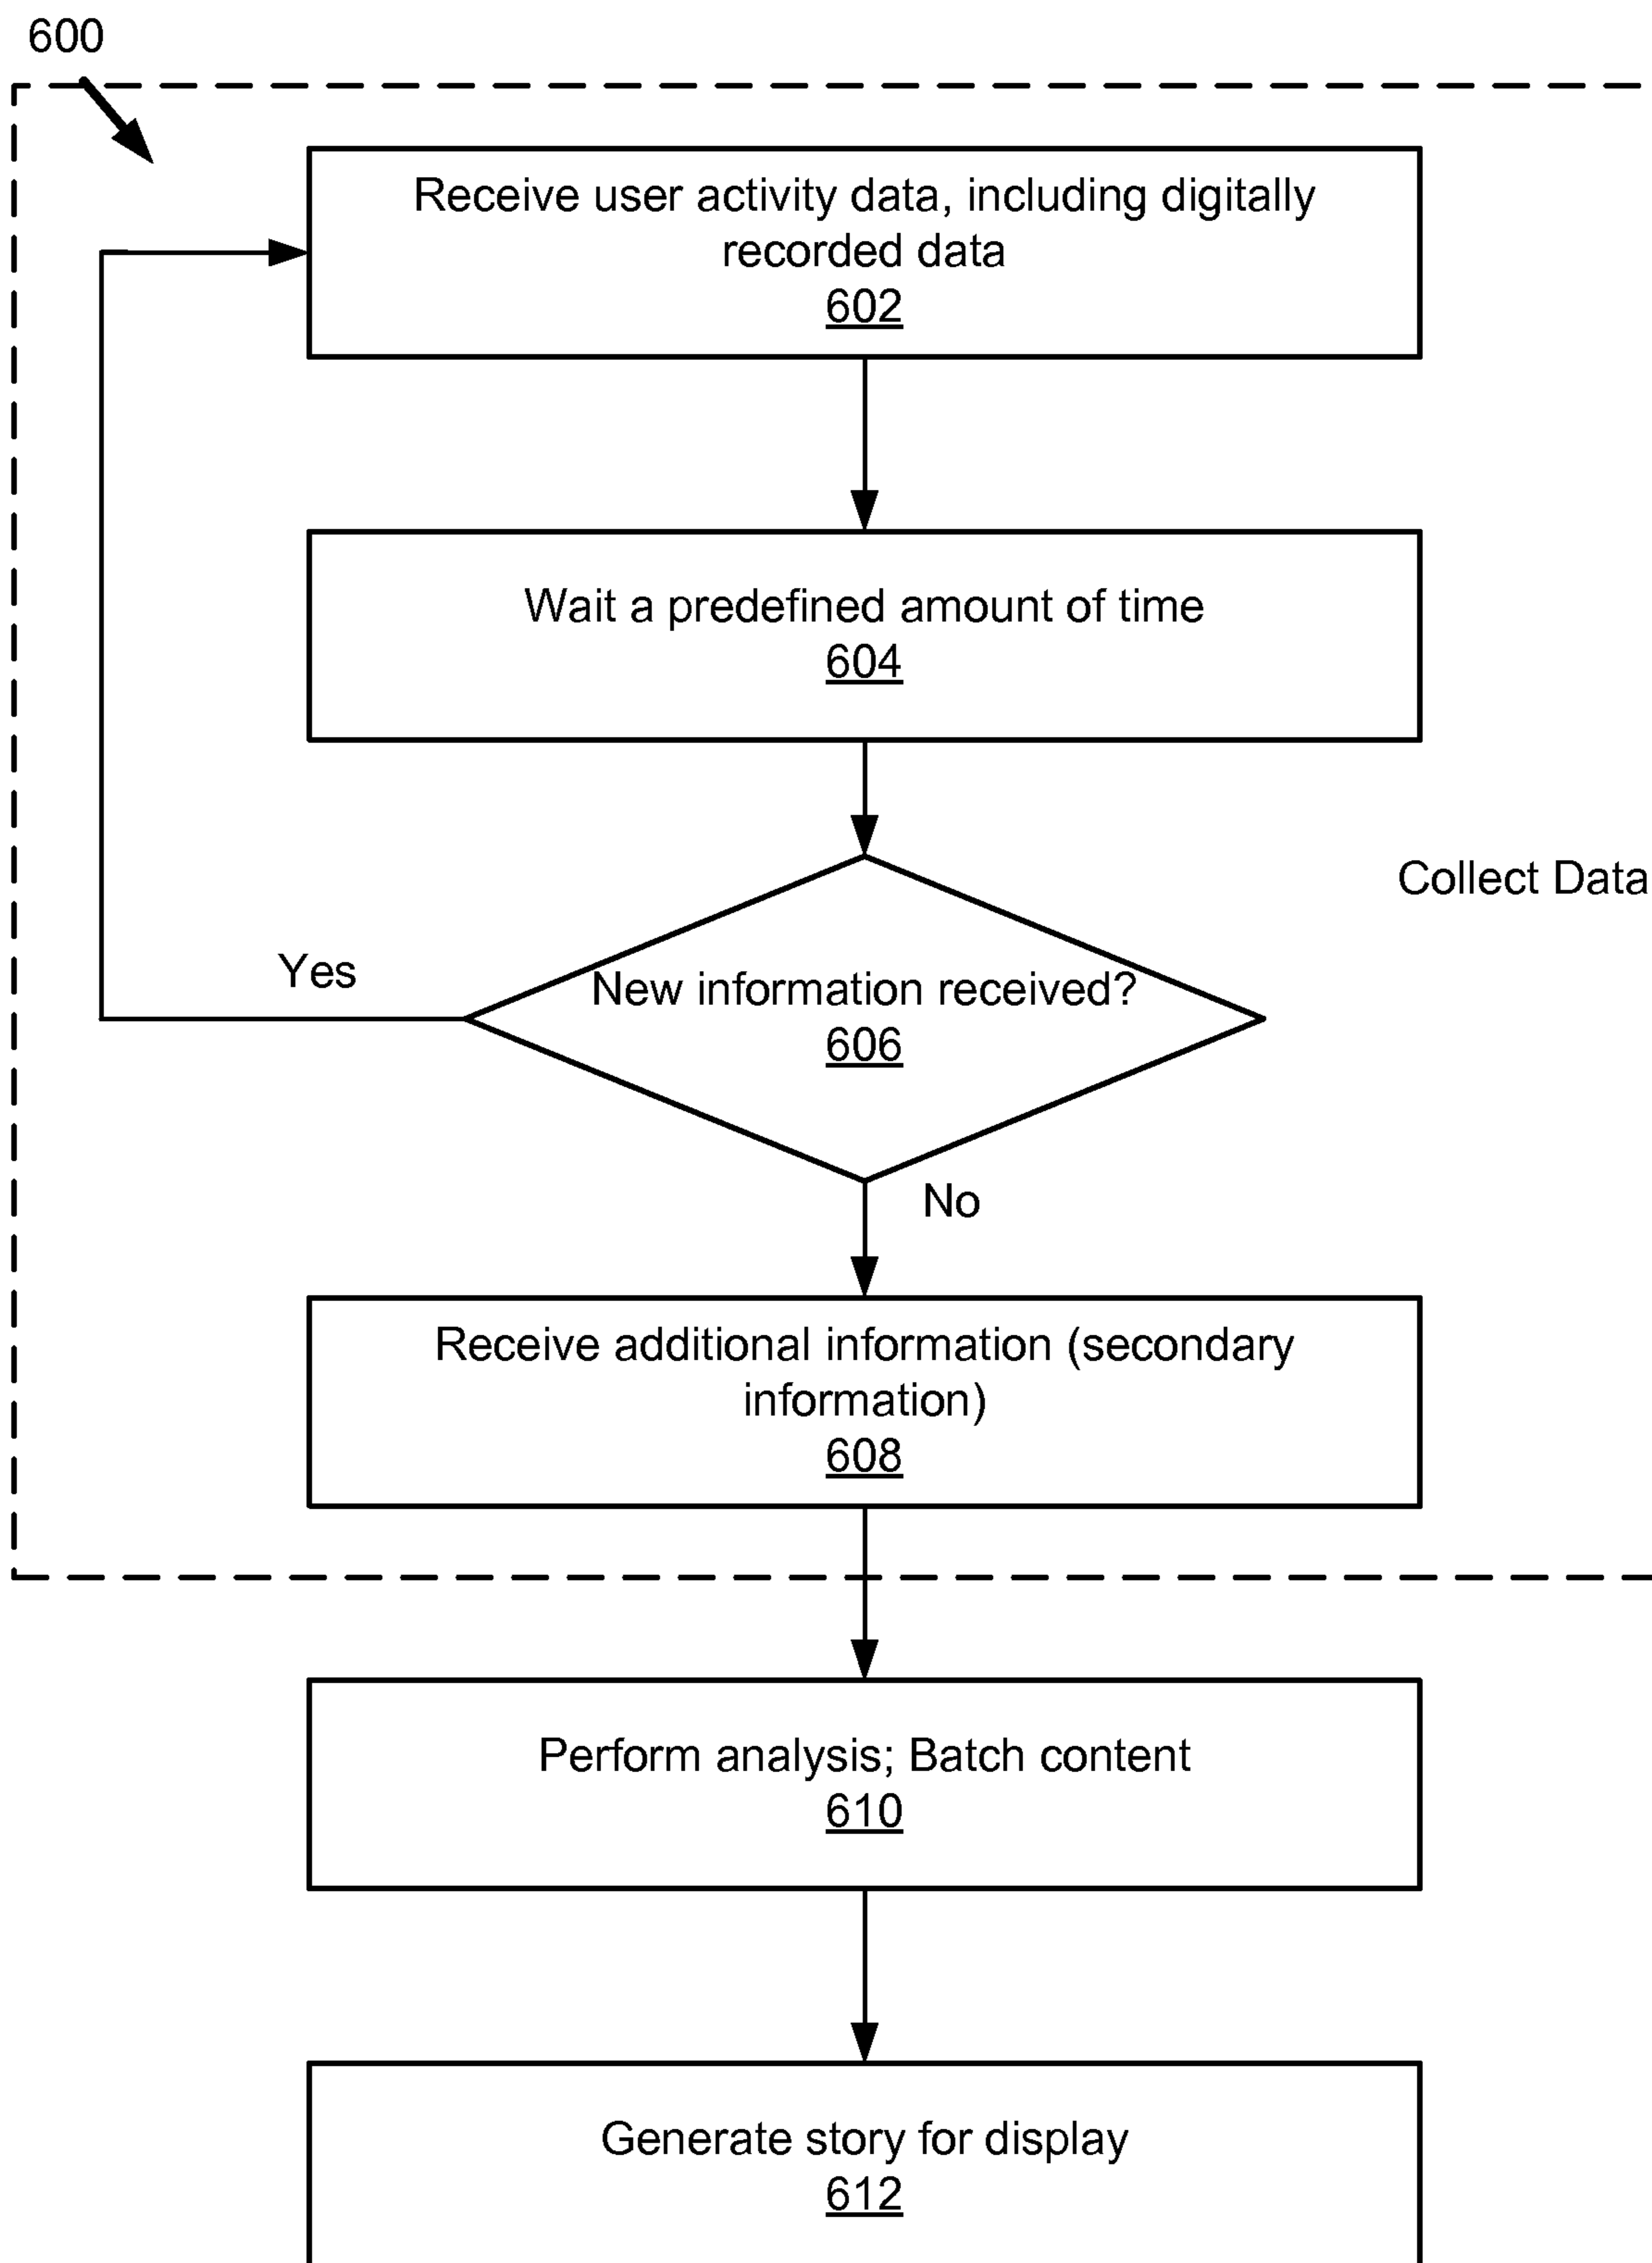 600
Receive user activity data, including digitally
recorded data
602
Wait a predefined amount of time
604
Collect Data
Yes
New information received?
606
No
Receive additional information (secondary
information)
608
Perform analysis; Batch content
610
Generate story for display
612